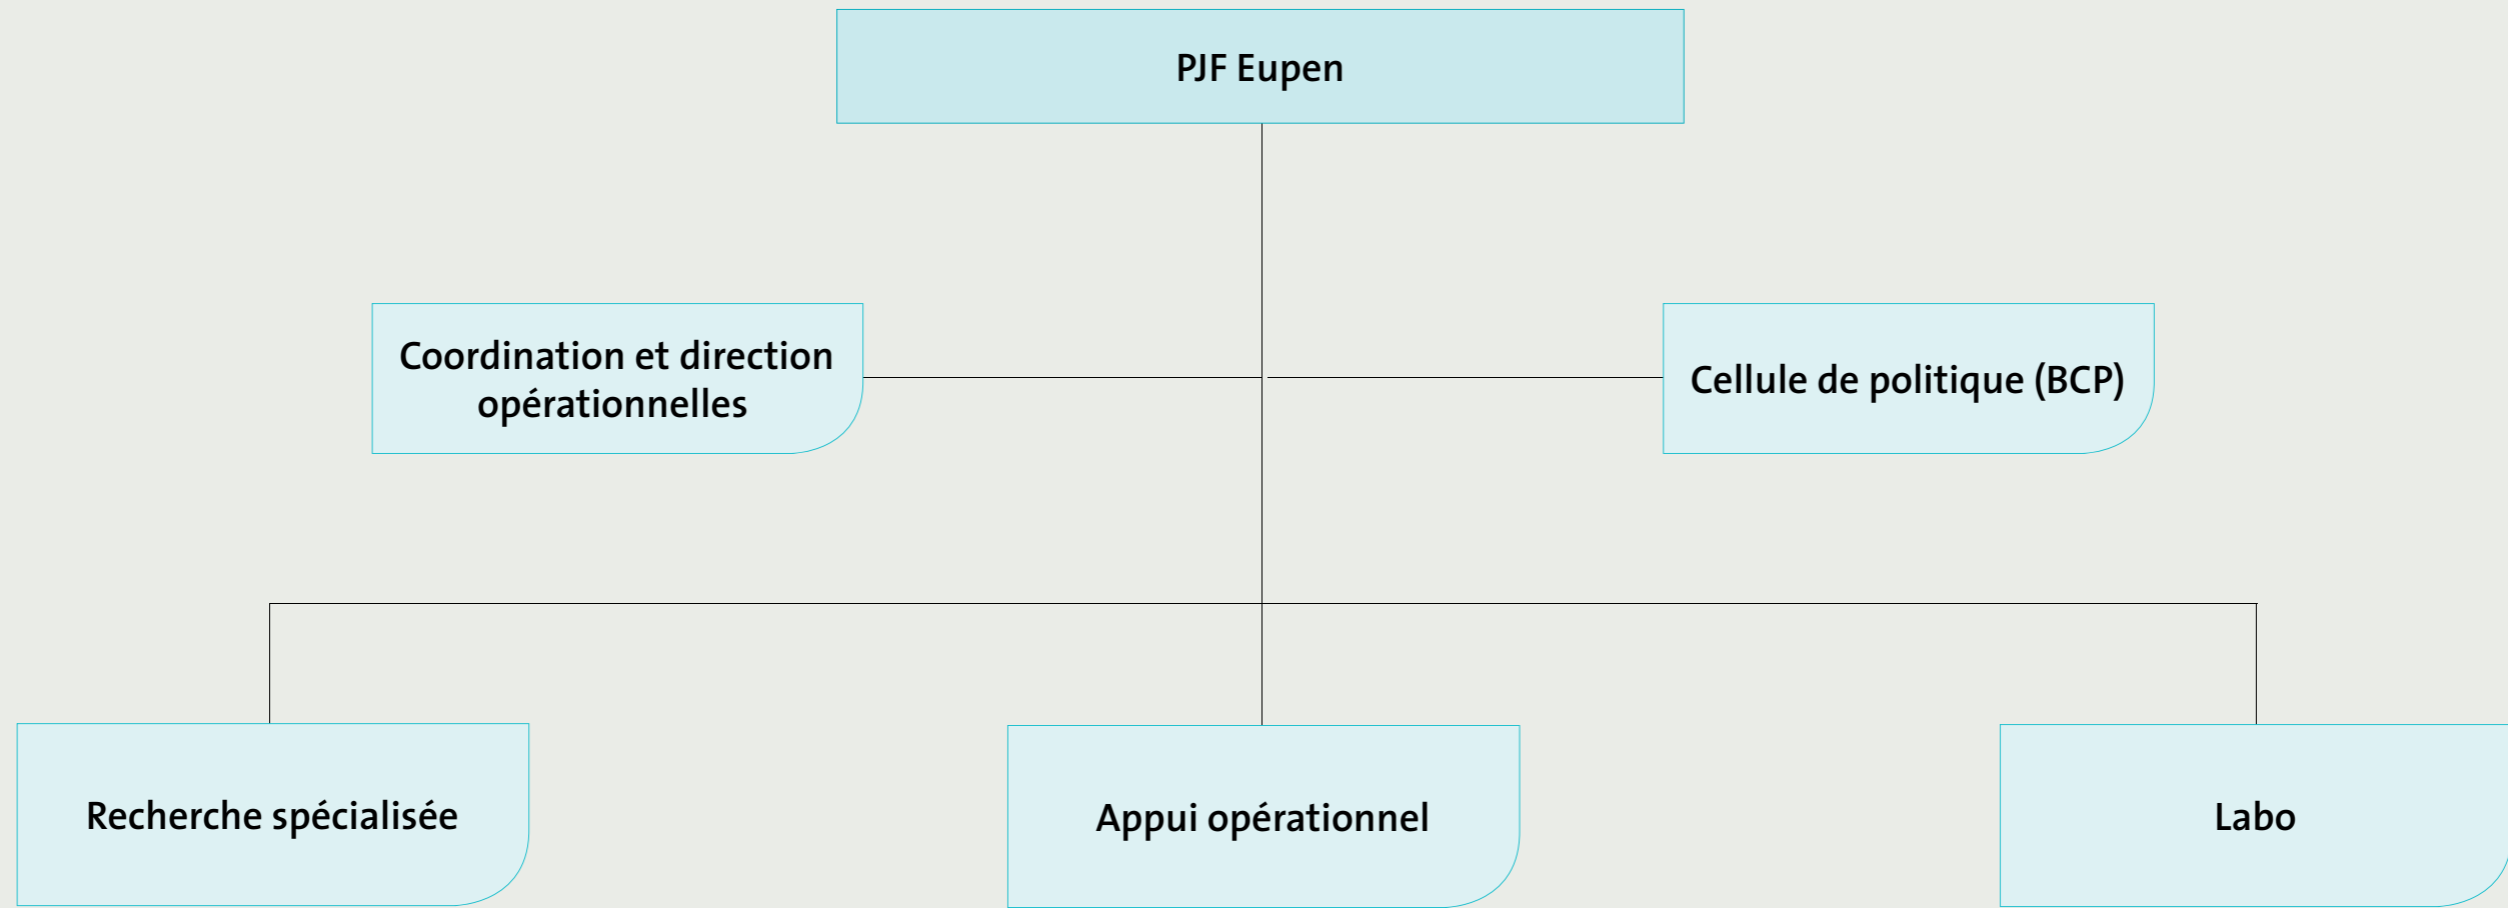 PJF Eupen
Coordination et direction
opérationnelles
Cellule de politique (BCP)
Recherche spécialisée
Appui opérationnel
Labo